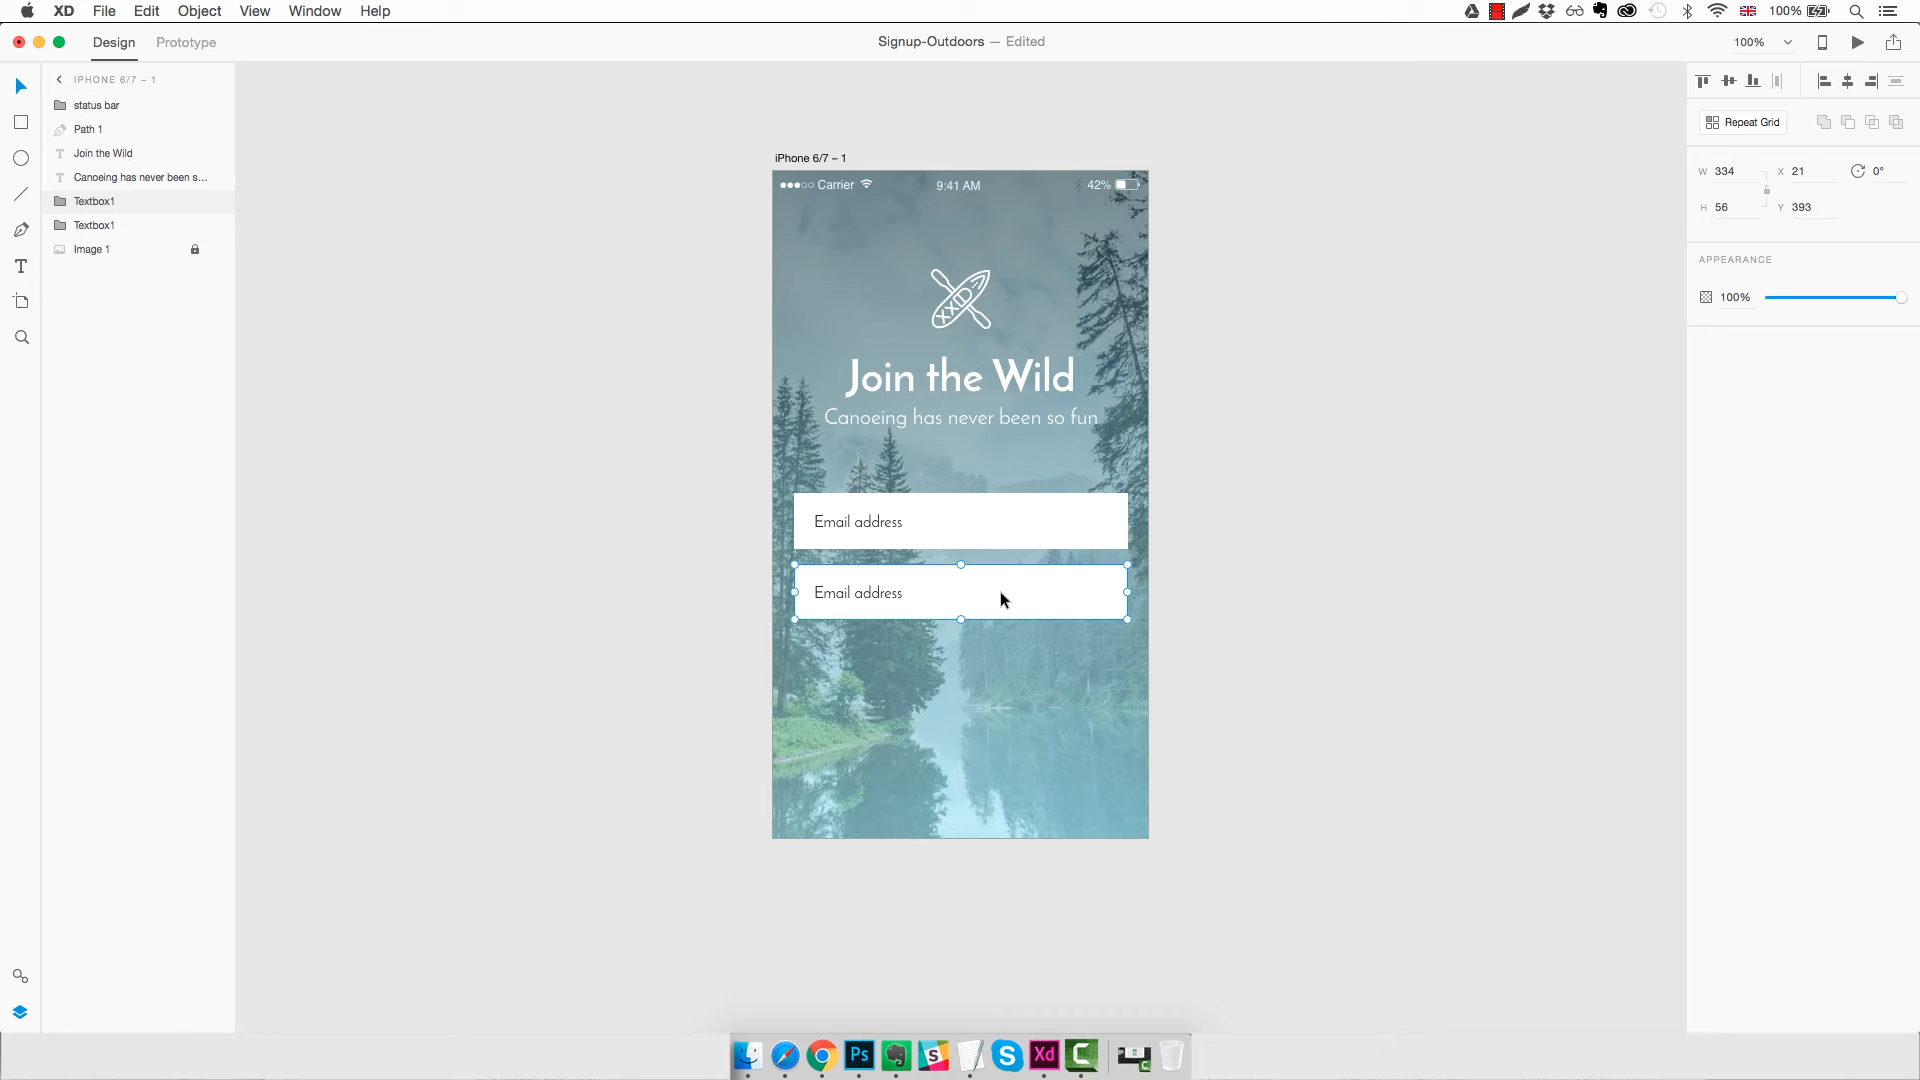 XD File Edit Object View Window Help
100%
Design Prototype
Signup-Outdoors — Edited
100%
IPHONE 6/7 – 1
status bar
Path 1
Join the Wild
Canoeing has never been s...
Textbox1
Textbox1
Image 1
iPhone 6/7 – 1
Carrier 9:41 AM 42%
Join the Wild
Canoeing has never been so fun
Email address
Email address
Repeat Grid
W 334 X 21 0°
H 56 Y 393
APPEARANCE
100%
Ps S S Xd C